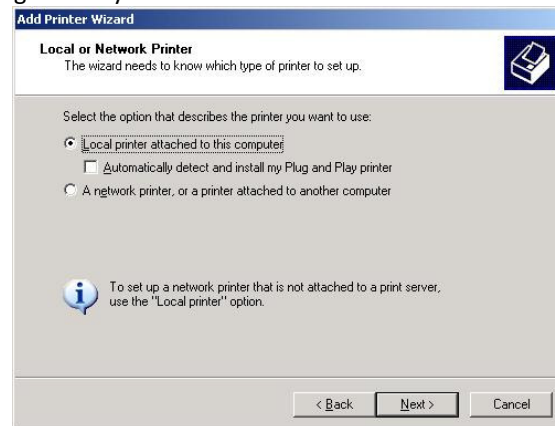 Add Printer Wizard
Local or Network Printer
The wizard needs to know which type of printer to set up.
Select the option that describes the printer you want to use:
Local printer attached to this computer
Automatically detect and install my Plug and Play printer
A network printer, or a printer attached to another computer
To set up a network printer that is not attached to a print server,
use the "Local printer" option.
< Back
Next >
Cancel